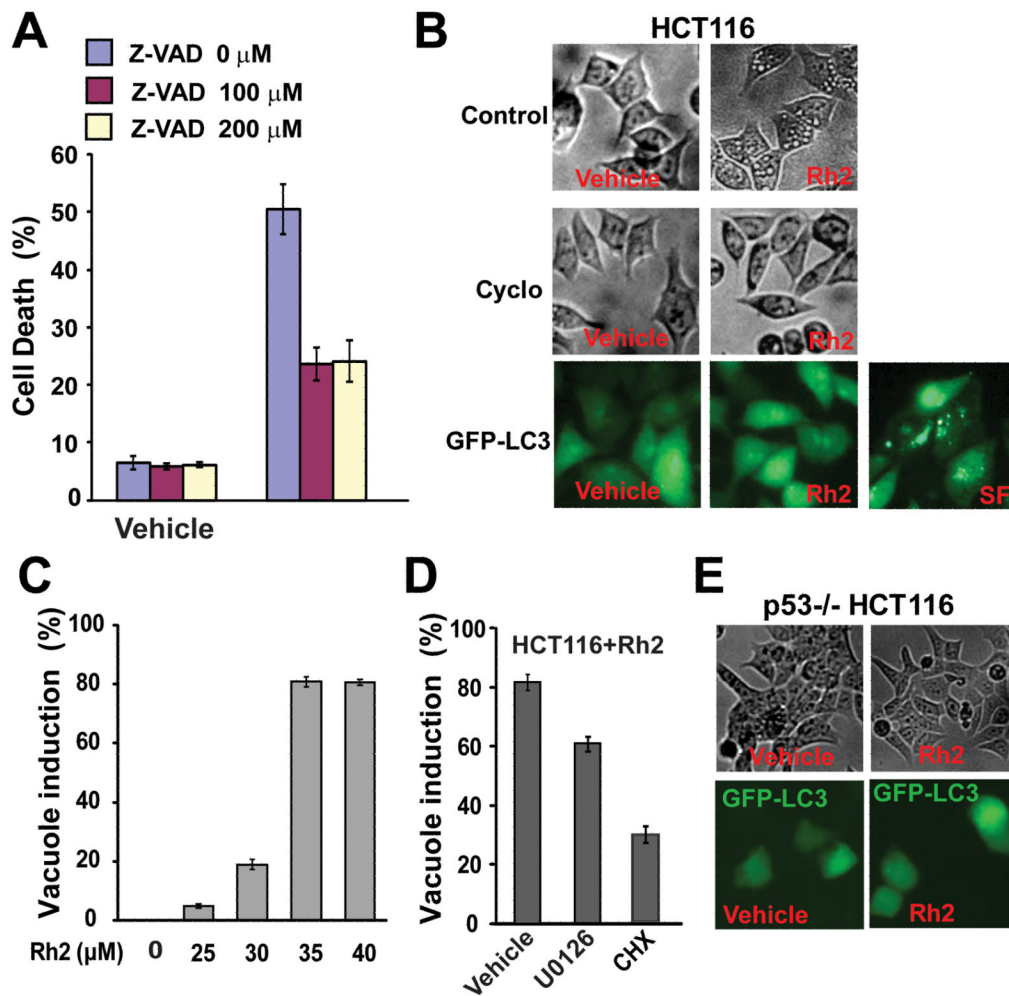 A
Z-VAD 0 μM
Z-VAD 100 μM
Z-VAD 200 μM
Cell Death (%)
60
50
40
30
20
10
0
Vehicle
B
HCT116
Control
Vehicle
Rh2
Cyclo
Vehicle
Rh2
GFP-LC3
Vehicle
Rh2
SF
C
Vacuole induction (%)
100
80
60
40
20
0
Rh2 (μM) 0 25 30 35 40
D
Vacuole induction (%)
100
80
60
40
20
0
HCT116+Rh2
Vehicle
U0126
CHX
E
p53-/- HCT116
Vehicle
Rh2
GFP-LC3
GFP-LC3
Vehicle
Rh2